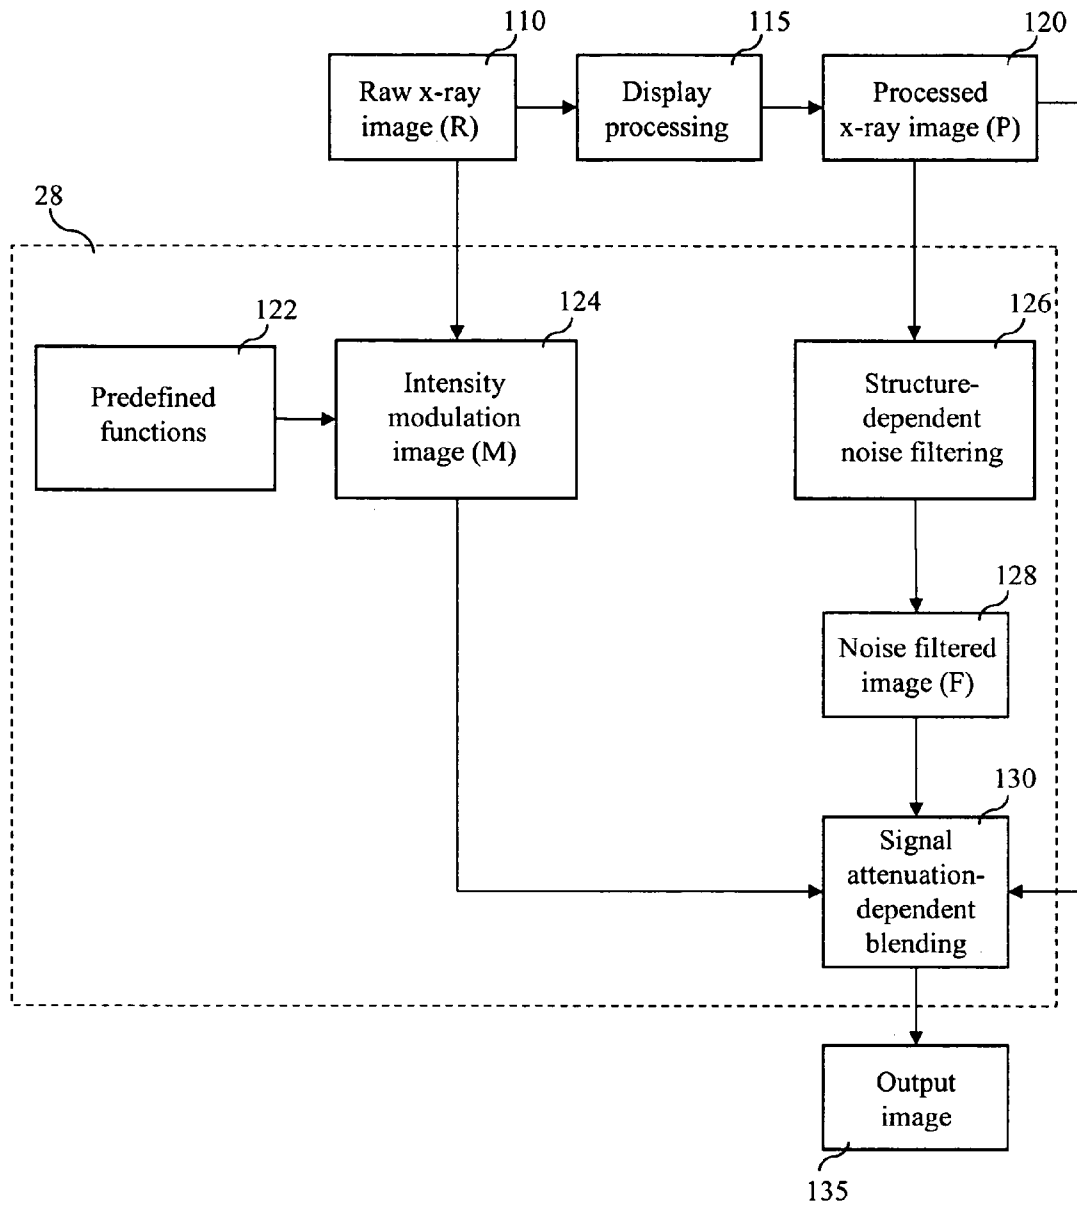 110
115
120
Raw x-ray
image (R)
Display
processing
Processed
x-ray image (P)
28
122
124
126
Predefined
functions
Intensity
modulation
image (M)
Structure-
dependent
noise filtering
128
Noise filtered
image (F)
130
Signal
attenuation-
dependent
blending
Output
image
135